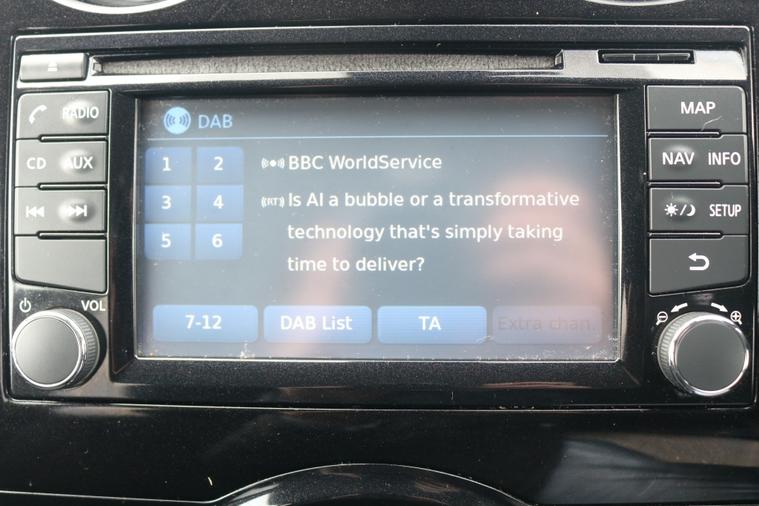 RADIO
CD AUX
VOL
DAB
1 2
3 4
5 6
BBC WorldService
(RT) Is AI a bubble or a transformative
technology that's simply taking
time to deliver?
7-12 DAB List TA Extra chan.
MAP
NAV INFO
SETUP